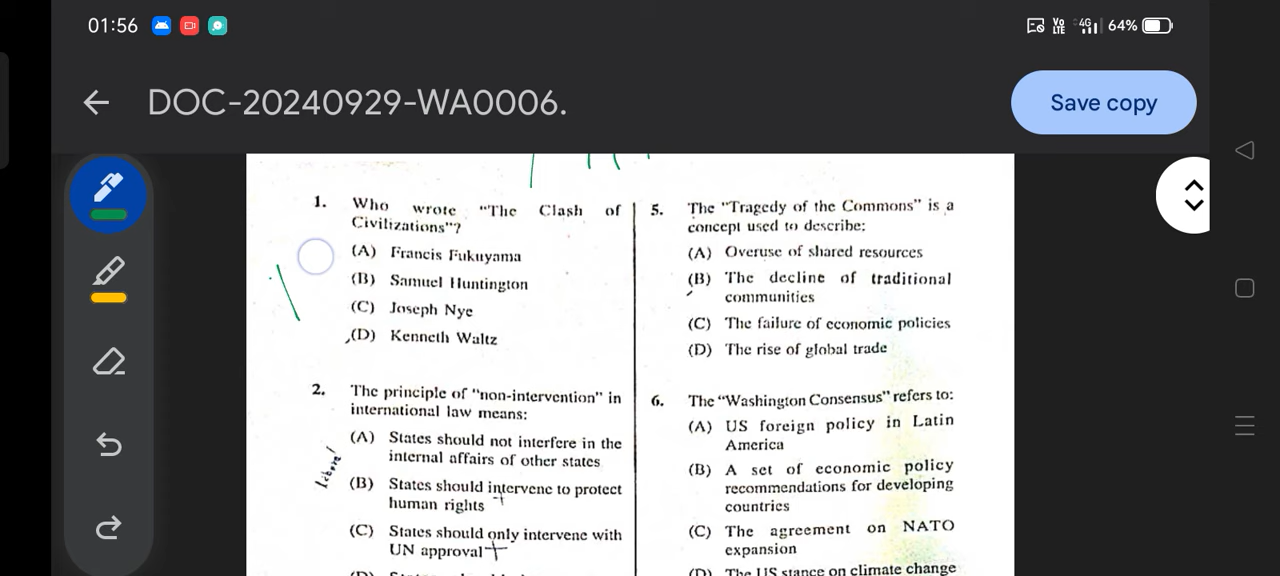 01:56
Vo LTE 4G 64%
DOC-20240929-WA0006.
Save copy
1. Who wrote "The Clash of
Civilizations"?
(A) Francis Fukuyama
(B) Samuel Huntington
(C) Joseph Nye
(D) Kenneth Waltz
2. The principle of "non-intervention" in
international law means:
(A) States should not interfere in the
internal affairs of other states
(B) States should intervene to protect
human rights
(C) States should only intervene with
UN approval
5. The "Tragedy of the Commons" is a
concept used to describe:
(A) Overuse of shared resources
(B) The decline of traditional
communities
(C) The failure of economic policies
(D) The rise of global trade
6. The "Washington Consensus" refers to:
(A) US foreign policy in Latin
America
(B) A set of economic policy
recommendations for developing
countries
(C) The agreement on NATO
expansion
(D) The US stance on climate change